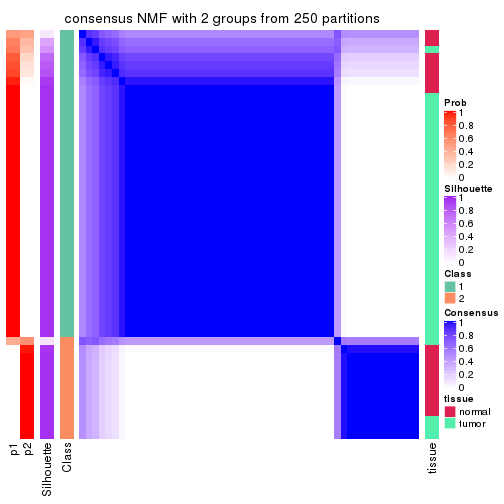 consensus NMF with 2 groups from 250 partitions
Prob
1
0.8
0.6
0.4
0.2
0
Silhouette
1
0.8
0.6
0.4
0.2
0
Class
1
2
Consensus
1
0.8
0.6
0.4
0.2
0
tissue
normal
tumor
p1
p2
Silhouette
Class
tissue